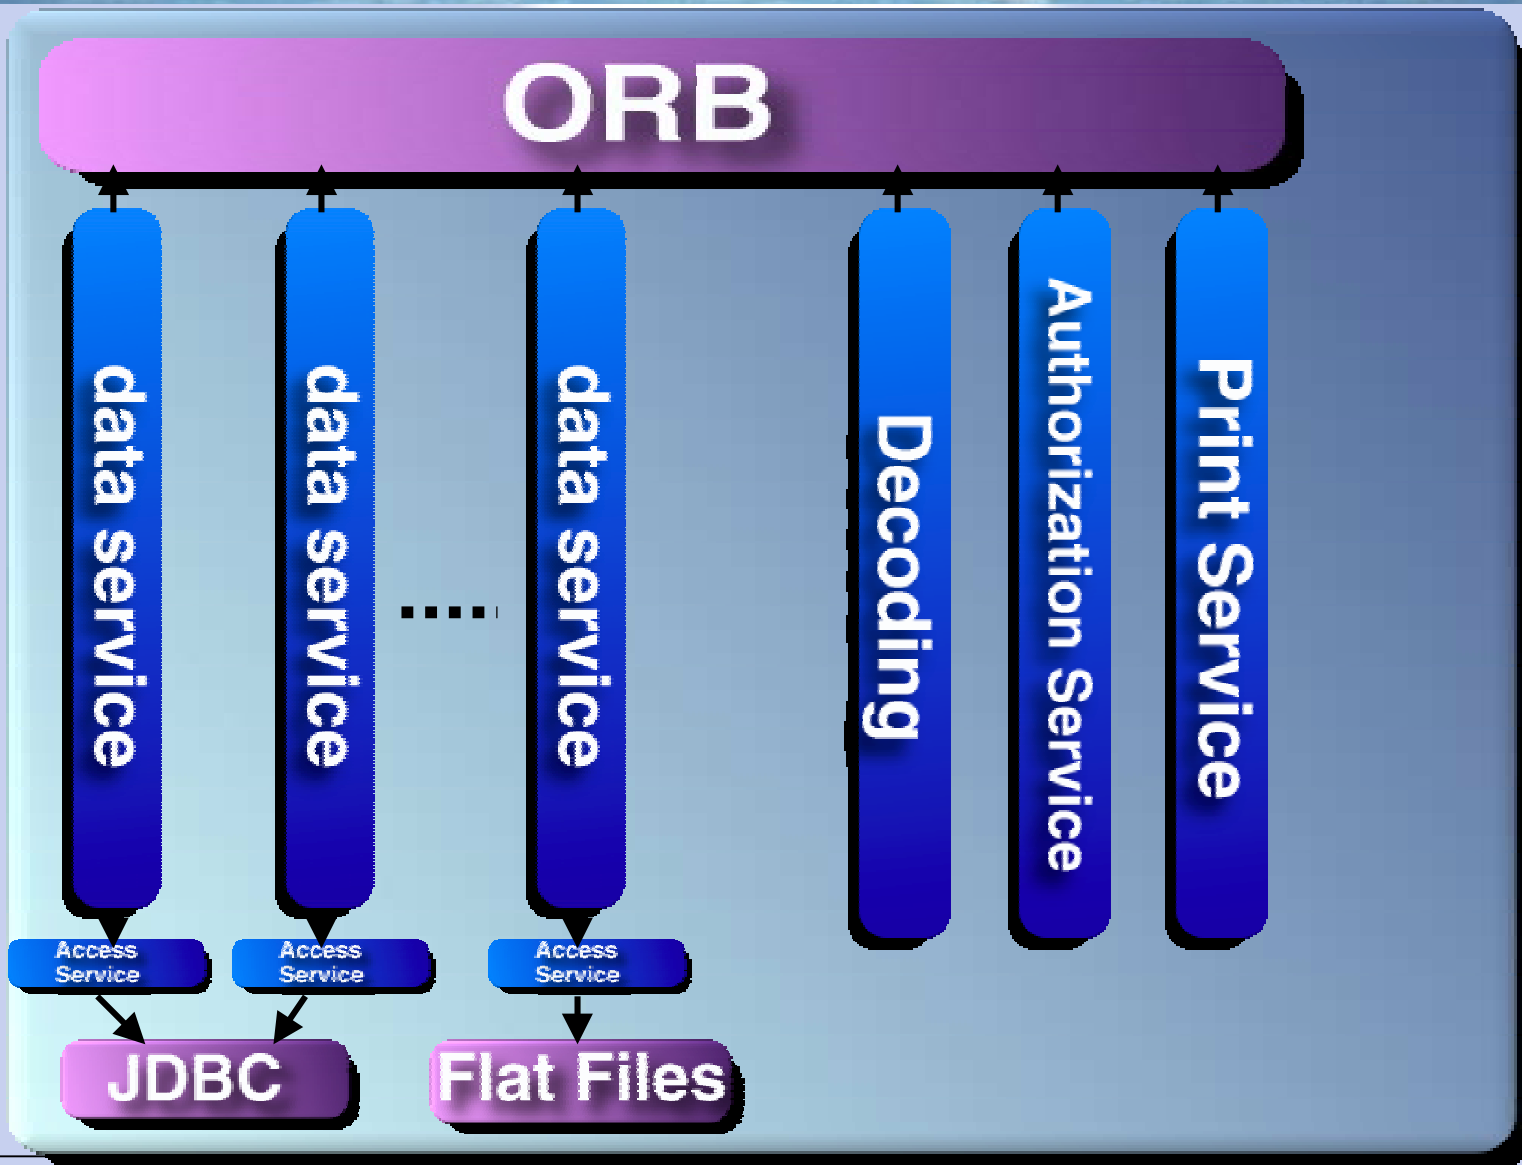 ORB
data service
data service
data service
Decoding
Authorization Service
Print Service
Access
Service
Access
Service
Access
Service
JDBC
Flat Files